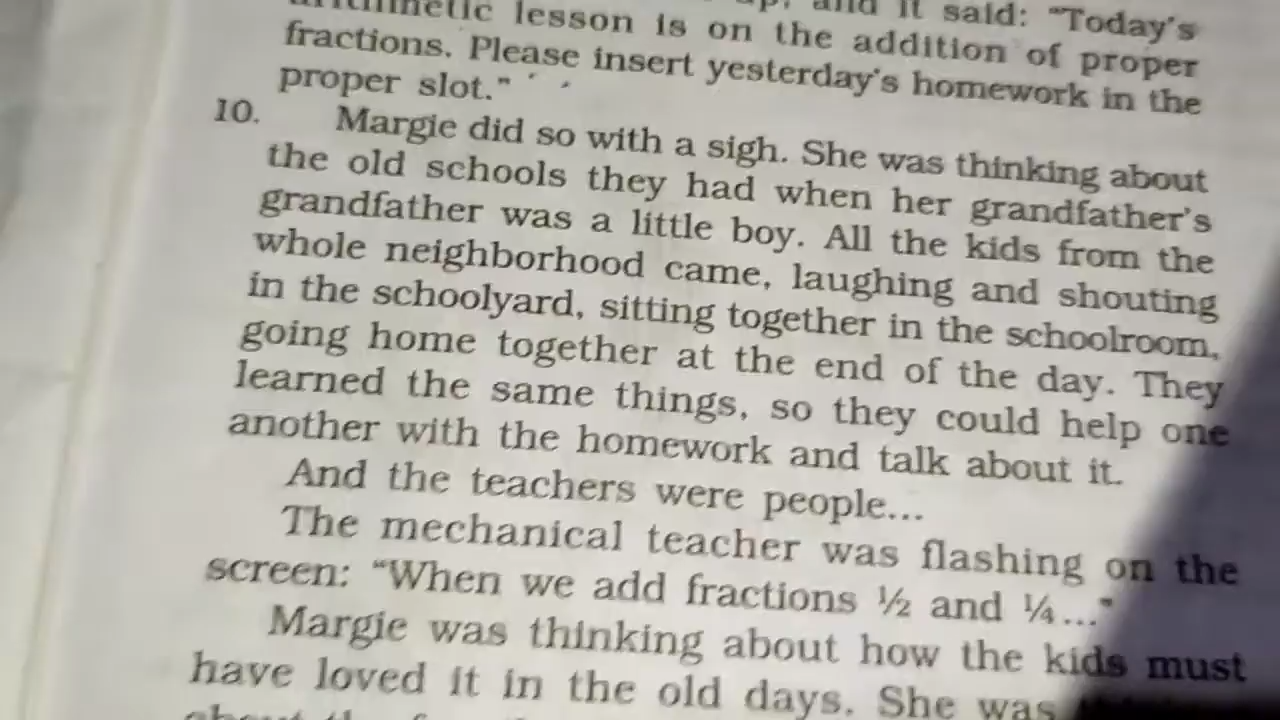 and it said: "Today's
lesson is on the addition of proper
fractions. Please insert yesterday's homework in the
proper slot."
10. Margie did so with a sigh. She was thinking about
the old schools they had when her grandfather's
grandfather was a little boy. All the kids from the
whole neighborhood came, laughing and shouting
in the schoolyard, sitting together in the schoolroom,
going home together at the end of the day. They
learned the same things, so they could help one
another with the homework and talk about it.
And the teachers were people...
The mechanical teacher was flashing on the
screen: "When we add fractions ½ and ¼..."
Margie was thinking about how the kids must
have loved it in the old days. She was